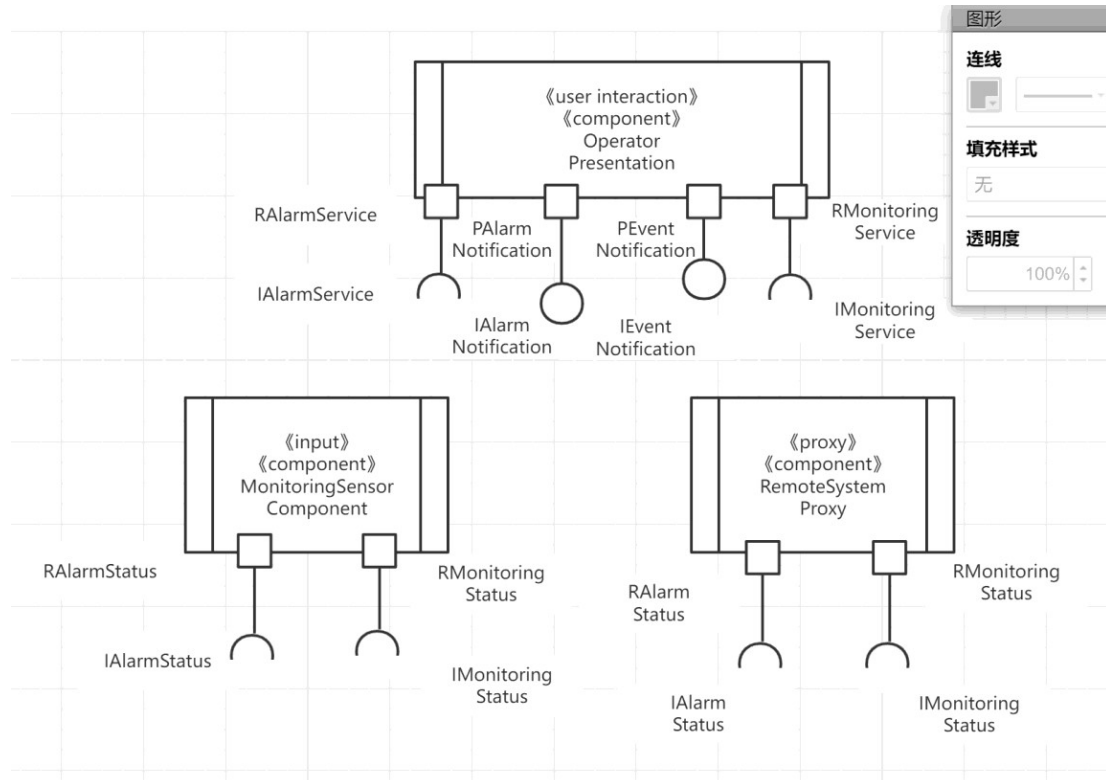 图形
连线
填充样式
无
透明度
100%
《user interaction》
《component》
Operator
Presentation
RAlarmService
PAlarm
Notification
PEvent
Notification
RMonitoring
Service
IAlarmService
IAlarm
Notification
IEvent
Notification
IMonitoring
Service
《input》
《component》
MonitoringSensor
Component
RAlarmStatus
RMonitoring
Status
IAlarmStatus
IMonitoring
Status
《proxy》
《component》
RemoteSystem
Proxy
RAlarm
Status
RMonitoring
Status
IAlarm
Status
IMonitoring
Status